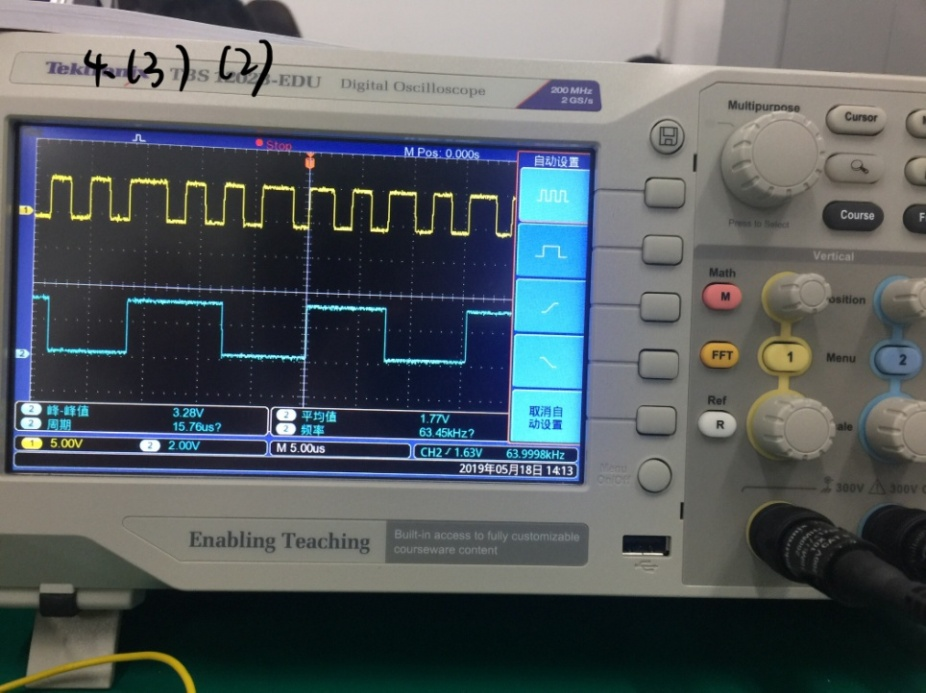 4.(3)(2)
Tektronix TBS 1202B-EDU Digital Oscilloscope
200 MHz
2 GS/s
Stop
M Pos: 0.000s
自动设置
1
2
取消自
动设置
2 峰-峰值 3.28V
2 周期 15.76us?
2 平均值 1.77V
2 频率 63.45kHz?
1 5.00V 2 2.00V M 5.00us CH2 1.63V 63.9998kHz
2019年05月18日 14:13
Menu
On/Off
Enabling Teaching
Built-in access to fully customizable
courseware content
Multipurpose
Press to Select
Cursor
Course
F
Vertical
Math
M
osition
FFT
1
Menu
2
Ref
R
ale
300V
300V